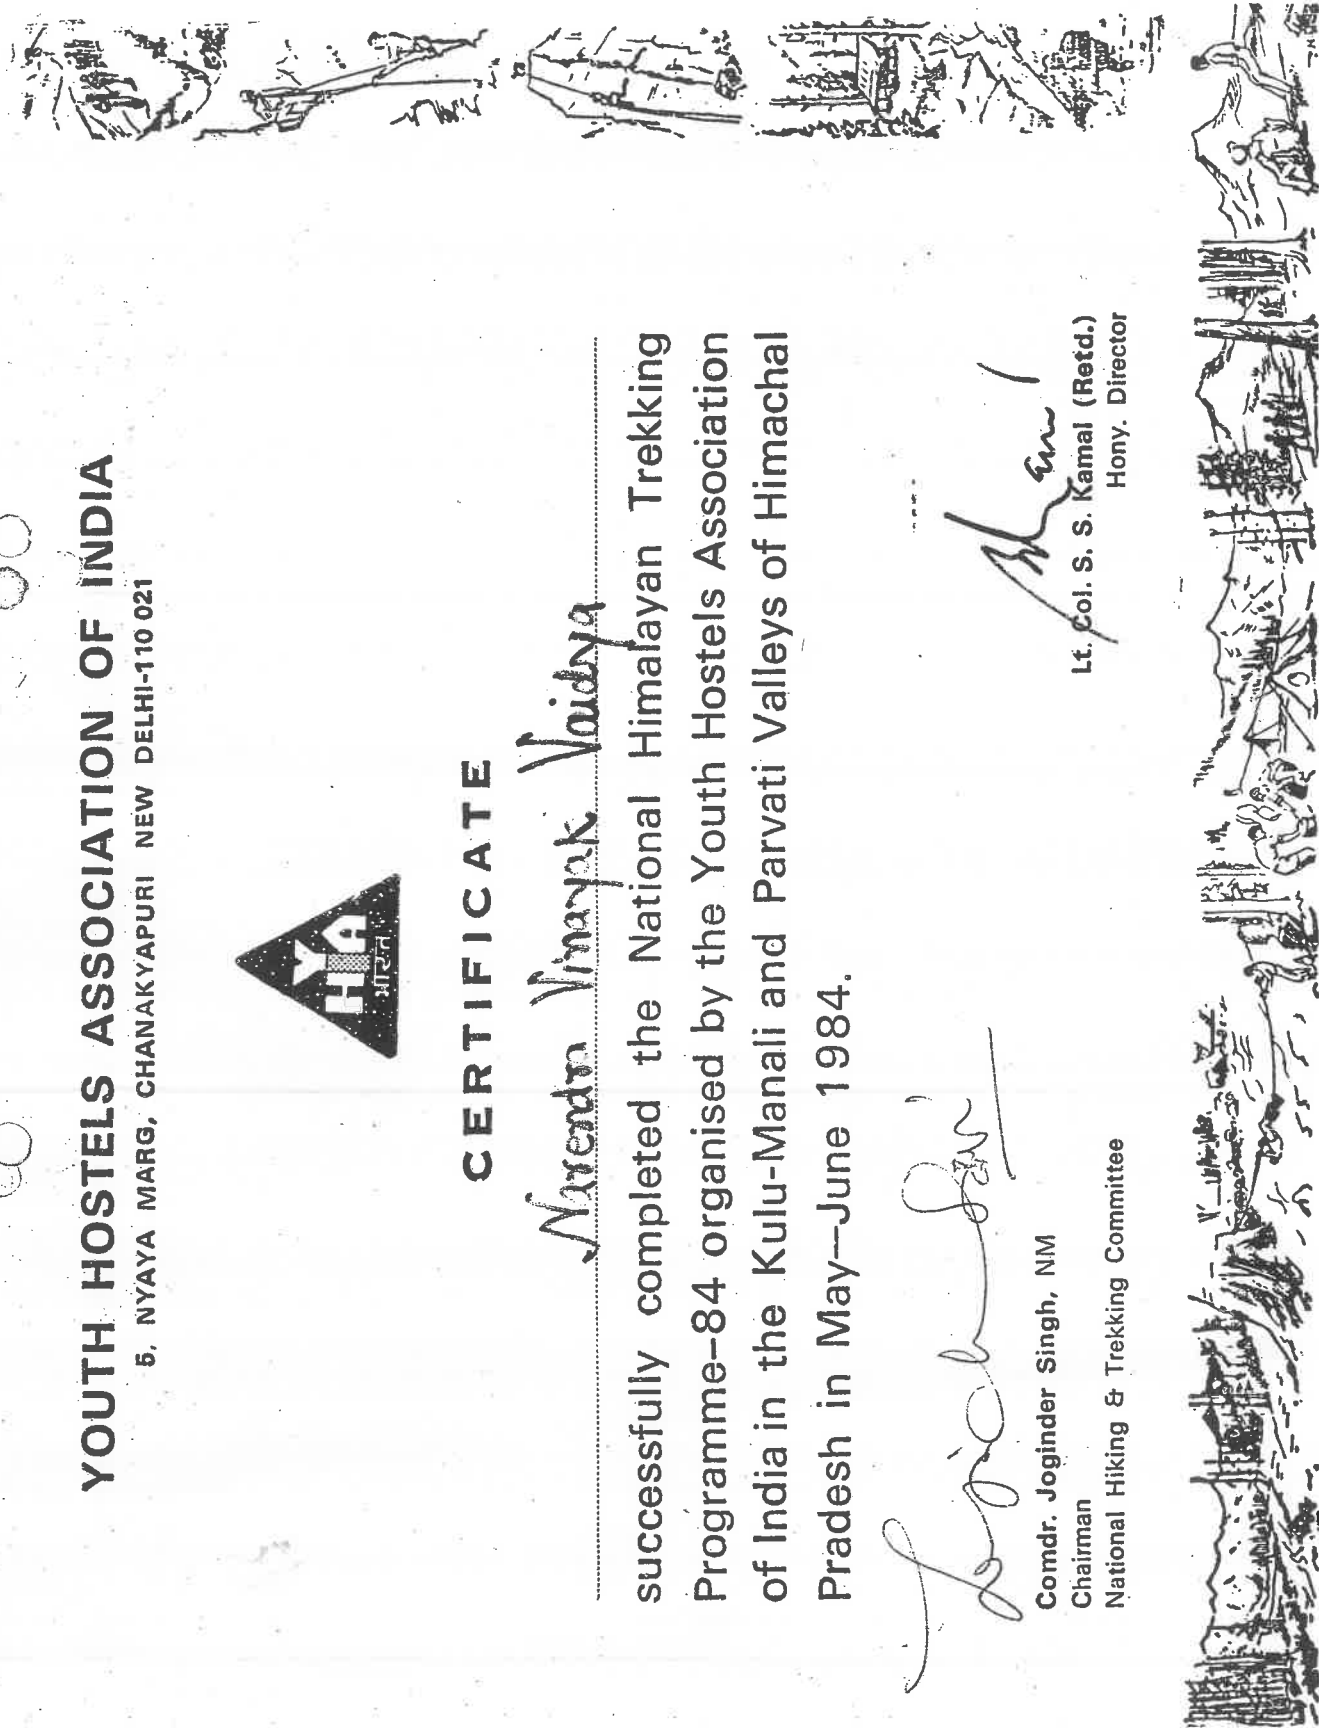 YOUTH HOSTELS ASSOCIATION OF INDIA
5, NYAYA MARG, CHANAKYAPURI NEW DELHI-110 021
Y
H
भारत
CERTIFICATE
Narendra Vinayak Vaidya
successfully completed the National Himalayan Trekking
Programme-84 organised by the Youth Hostels Association
of India in the Kulu-Manali and Parvati Valleys of Himachal
Pradesh in May—June 1984.
Comdr. Joginder Singh, NM
Chairman
National Hiking & Trekking Committee
Lt. Col. S. S. Kamal (Retd.)
Hony. Director